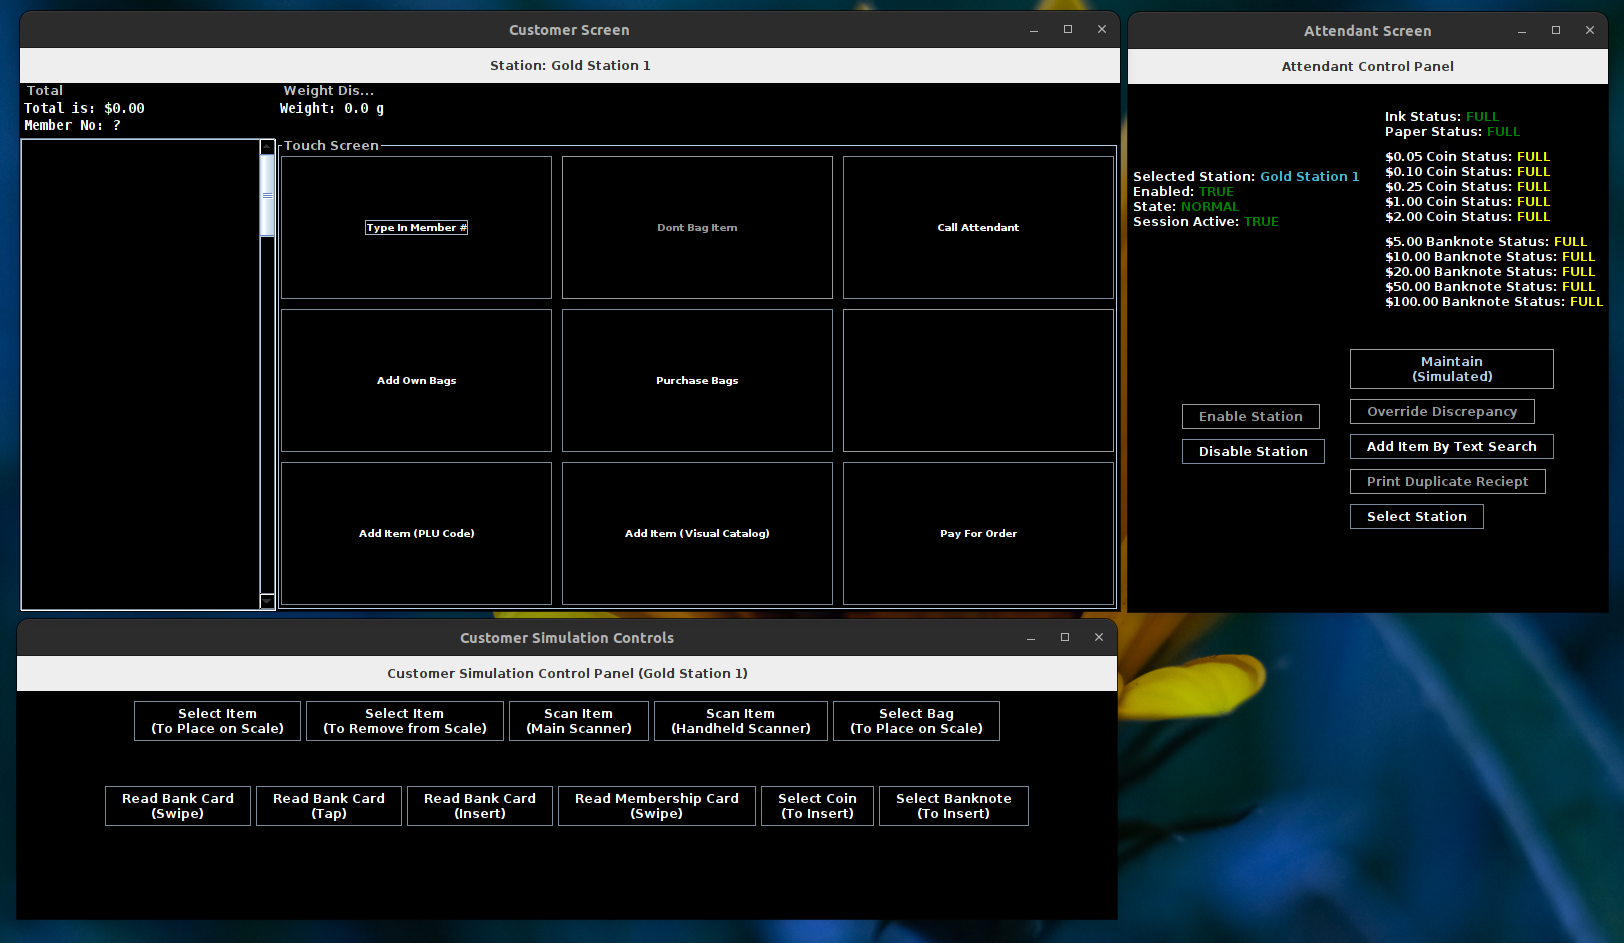 Customer Screen
Station: Gold Station 1
Total
Total is: $0.00
Member No: ?
Weight Dis...
Weight: 0.0 g
Touch Screen
Type In Member #
Dont Bag Item
Call Attendant
Add Own Bags
Purchase Bags
Add Item (PLU Code)
Add Item (Visual Catalog)
Pay For Order
Attendant Screen
Attendant Control Panel
Selected Station: Gold Station 1
Enabled: TRUE
State: NORMAL
Session Active: TRUE
Ink Status: FULL
Paper Status: FULL
$0.05 Coin Status: FULL
$0.10 Coin Status: FULL
$0.25 Coin Status: FULL
$1.00 Coin Status: FULL
$2.00 Coin Status: FULL
$5.00 Banknote Status: FULL
$10.00 Banknote Status: FULL
$20.00 Banknote Status: FULL
$50.00 Banknote Status: FULL
$100.00 Banknote Status: FULL
Enable Station
Disable Station
Maintain
(Simulated)
Override Discrepancy
Add Item By Text Search
Print Duplicate Reciept
Select Station
Customer Simulation Controls
Customer Simulation Control Panel (Gold Station 1)
Select Item
(To Place on Scale)
Select Item
(To Remove from Scale)
Scan Item
(Main Scanner)
Scan Item
(Handheld Scanner)
Select Bag
(To Place on Scale)
Read Bank Card
(Swipe)
Read Bank Card
(Tap)
Read Bank Card
(Insert)
Read Membership Card
(Swipe)
Select Coin
(To Insert)
Select Banknote
(To Insert)